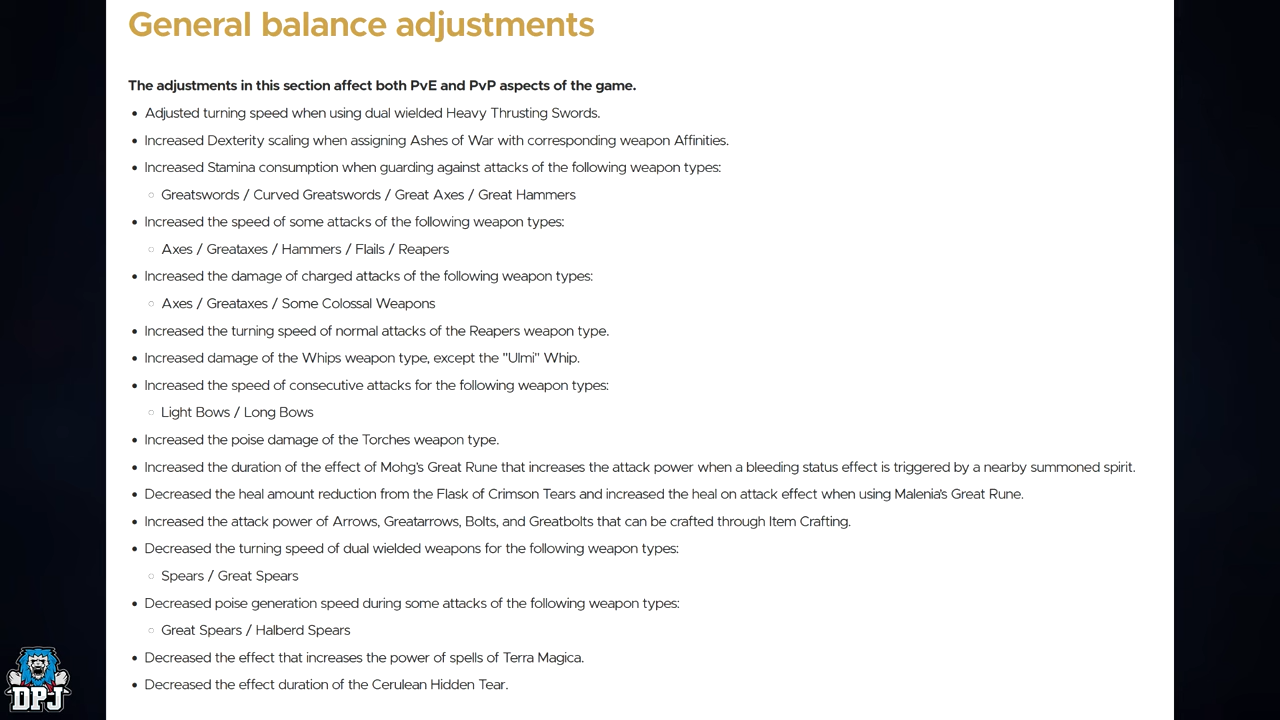 General balance adjustments
The adjustments in this section affect both PvE and PvP aspects of the game.
• Adjusted turning speed when using dual wielded Heavy Thrusting Swords.
• Increased Dexterity scaling when assigning Ashes of War with corresponding weapon Affinities.
• Increased Stamina consumption when guarding against attacks of the following weapon types:
○ Greatswords / Curved Greatswords / Great Axes / Great Hammers
• Increased the speed of some attacks of the following weapon types:
○ Axes / Greataxes / Hammers / Flails / Reapers
• Increased the damage of charged attacks of the following weapon types:
○ Axes / Greataxes / Some Colossal Weapons
• Increased the turning speed of normal attacks of the Reapers weapon type.
• Increased damage of the Whips weapon type, except the "Ulmi" Whip.
• Increased the speed of consecutive attacks for the following weapon types:
○ Light Bows / Long Bows
• Increased the poise damage of the Torches weapon type.
• Increased the duration of the effect of Mohg's Great Rune that increases the attack power when a bleeding status effect is triggered by a nearby summoned spirit.
• Decreased the heal amount reduction from the Flask of Crimson Tears and increased the heal on attack effect when using Malenia's Great Rune.
• Increased the attack power of Arrows, Greatarrows, Bolts, and Greatbolts that can be crafted through Item Crafting.
• Decreased the turning speed of dual wielded weapons for the following weapon types:
○ Spears / Great Spears
• Decreased poise generation speed during some attacks of the following weapon types:
○ Great Spears / Halberd Spears
• Decreased the effect that increases the power of spells of Terra Magica.
• Decreased the effect duration of the Cerulean Hidden Tear.
DPJ